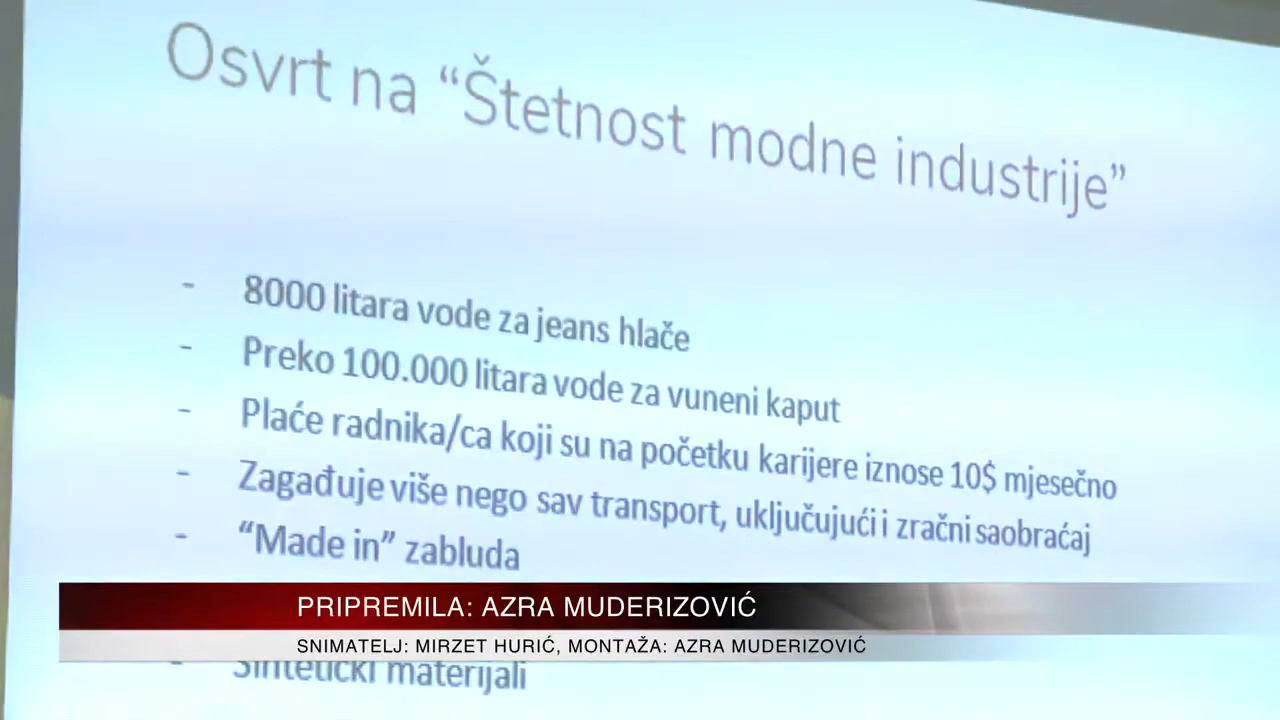 Osvrt na “Štetnost modne industrije”
- 8000 litara vode za jeans hlače
- Preko 100.000 litara vode za vuneni kaput
- Plaće radnika/ca koji su na početku karijere iznose 10$ mjesečno
- Zagađuje više nego sav transport, uključujući i zračni saobraćaj
- “Made in” zabluda
PRIPREMILA: AZRA MUDERIZOVIĆ
SNIMATELJ: MIRZET HURIĆ, MONTAŽA: AZRA MUDERIZOVIĆ
- Sintetički materijali